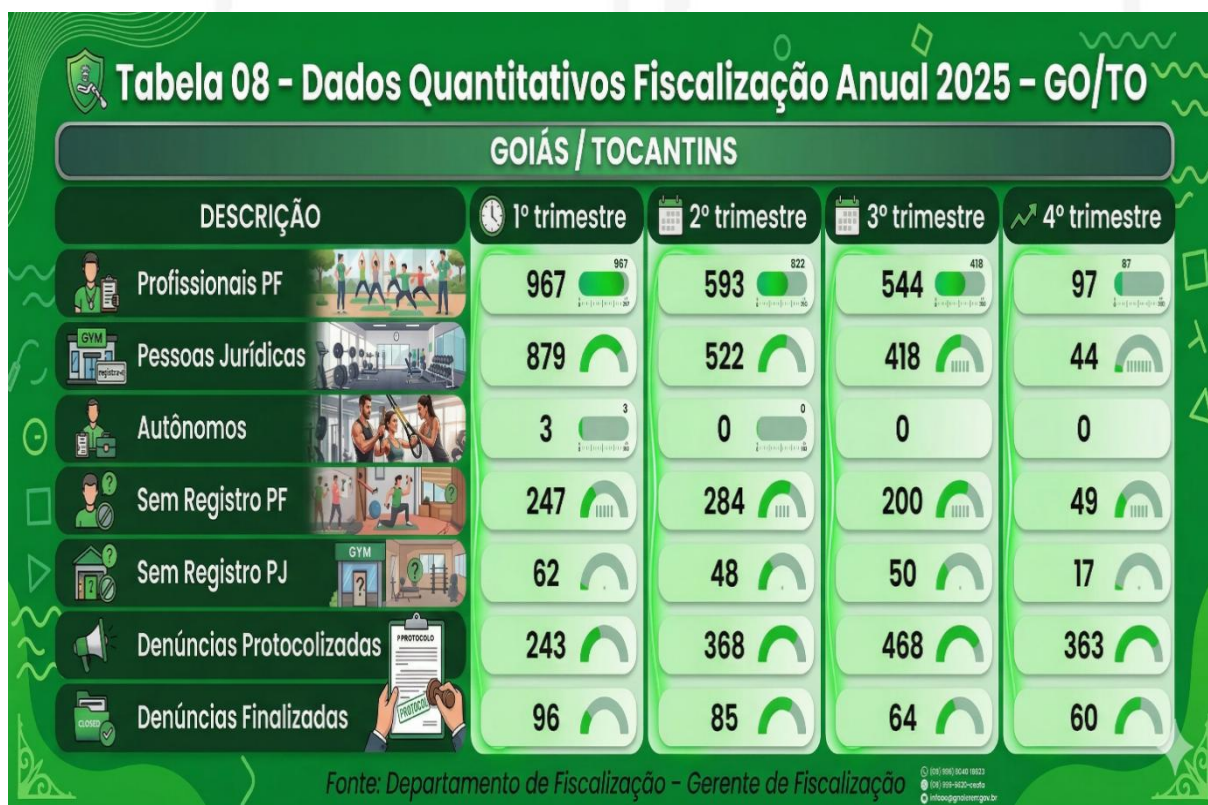 Tabela 08 - Dados Quantitativos Fiscalização Anual 2025 - GO/TO
GOIÁS / TOCANTINS
DESCRIÇÃO 1º trimestre 2º trimestre 3º trimestre 4º trimestre
Profissionais PF 967 967 593 822 544 418 97 87
GYM
Pessoas Jurídicas 879 522 418 44
Autônomos 3 3 0 0 0 0
Sem Registro PF 247 284 200 49
GYM
Sem Registro PJ 62 48 50 17
PPROTOCOLO
Denúncias Protocolizadas 243 368 468 363
CLOSED
PROTOCOL
Denúncias Finalizadas 96 85 64 60
Fonte: Departamento de Fiscalização – Gerente de Fiscalização